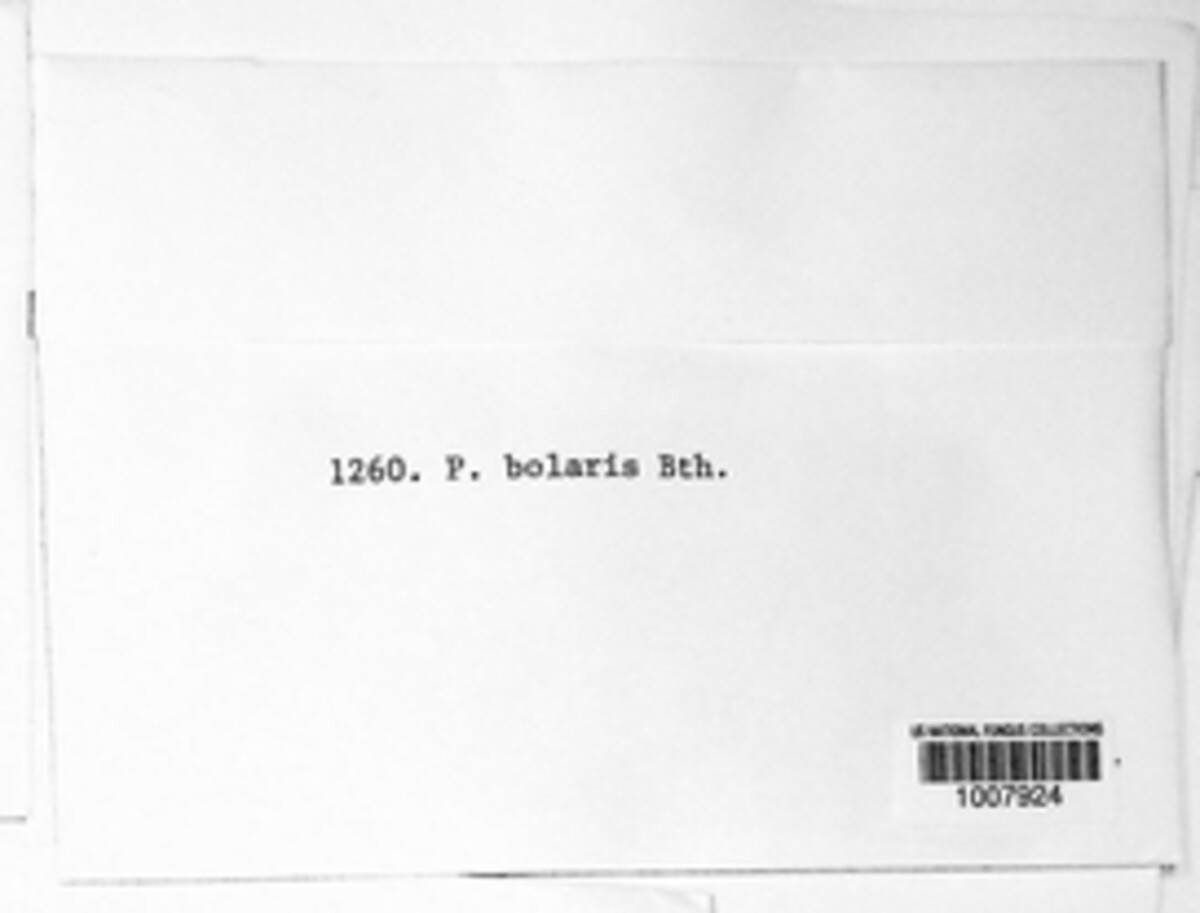 1260. P. bolaris Bth.
US NATIONAL FUNGUS COLLECTIONS
1007924